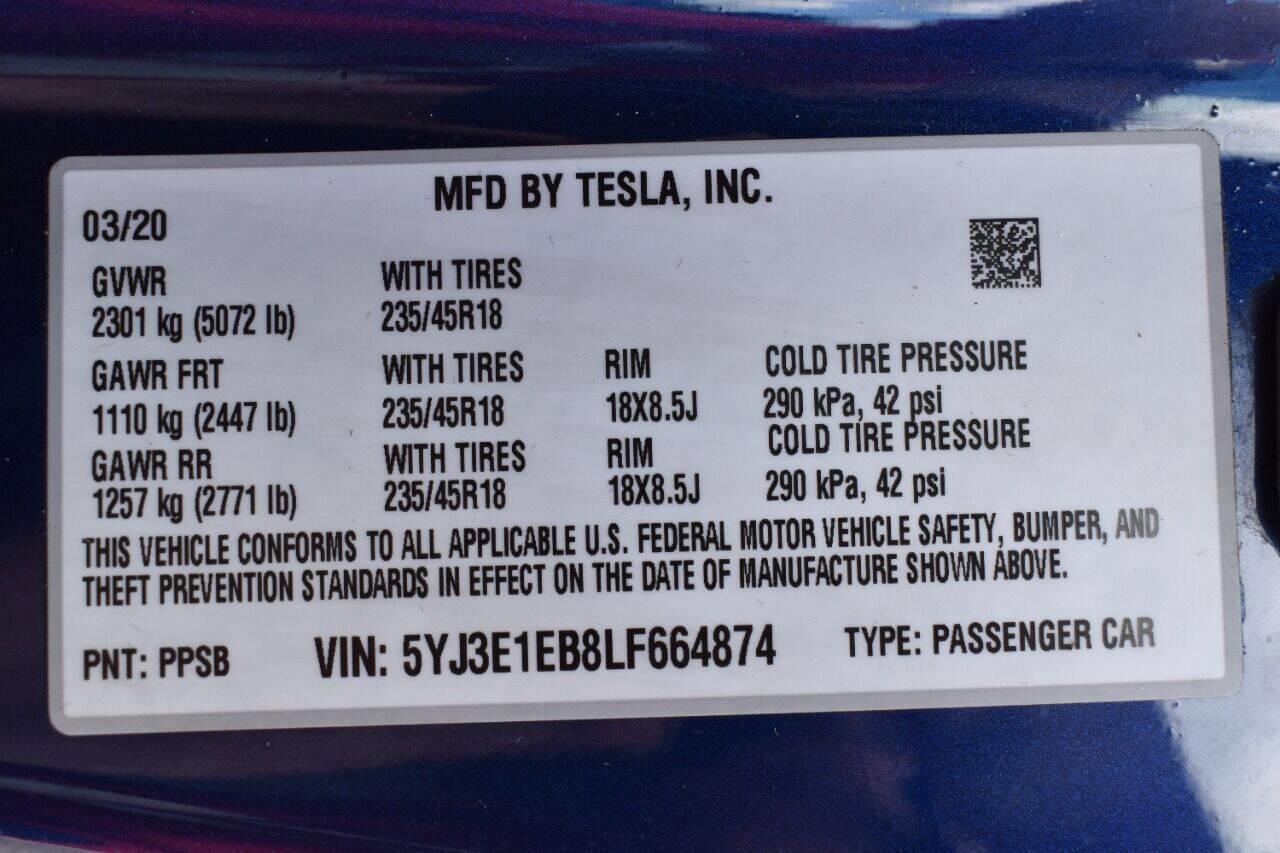 MFD BY TESLA, INC.
03/20
GVWR WITH TIRES
2301 kg (5072 lb) 235/45R18
GAWR FRT WITH TIRES RIM COLD TIRE PRESSURE
1110 kg (2447 lb) 235/45R18 18X8.5J 290 kPa, 42 psi
GAWR RR WITH TIRES RIM COLD TIRE PRESSURE
1257 kg (2771 lb) 235/45R18 18X8.5J 290 kPa, 42 psi
THIS VEHICLE CONFORMS TO ALL APPLICABLE U.S. FEDERAL MOTOR VEHICLE SAFETY, BUMPER, AND
THEFT PREVENTION STANDARDS IN EFFECT ON THE DATE OF MANUFACTURE SHOWN ABOVE.
PNT: PPSB VIN: 5YJ3E1EB8LF664874 TYPE: PASSENGER CAR